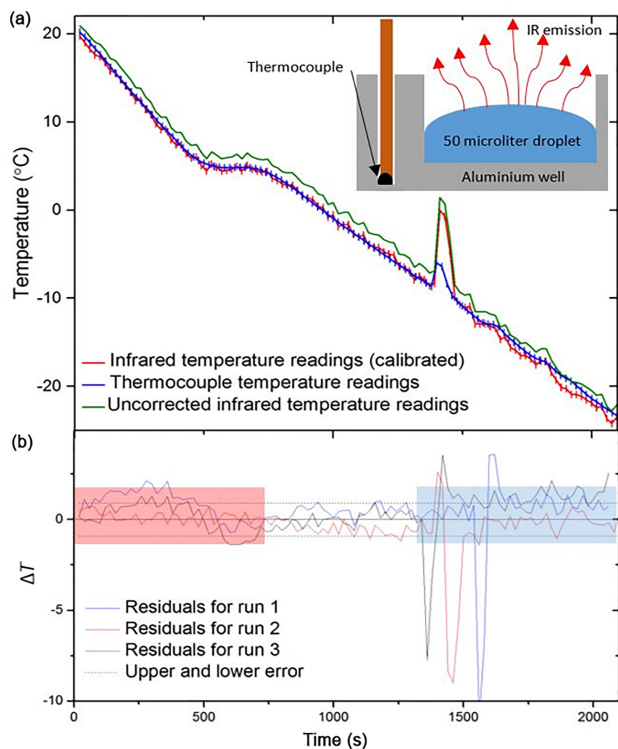 (a)
20
10
0
-10
-20
Temperature (°C)
IR emission
Thermocouple
50 microliter droplet
Aluminium well
Infrared temperature readings (calibrated)
Thermocouple temperature readings
Uncorrected infrared temperature readings
(b)
0
-5
-10
ΔT
Residuals for run 1
Residuals for run 2
Residuals for run 3
Upper and lower error
0 500 1000 1500 2000
Time (s)